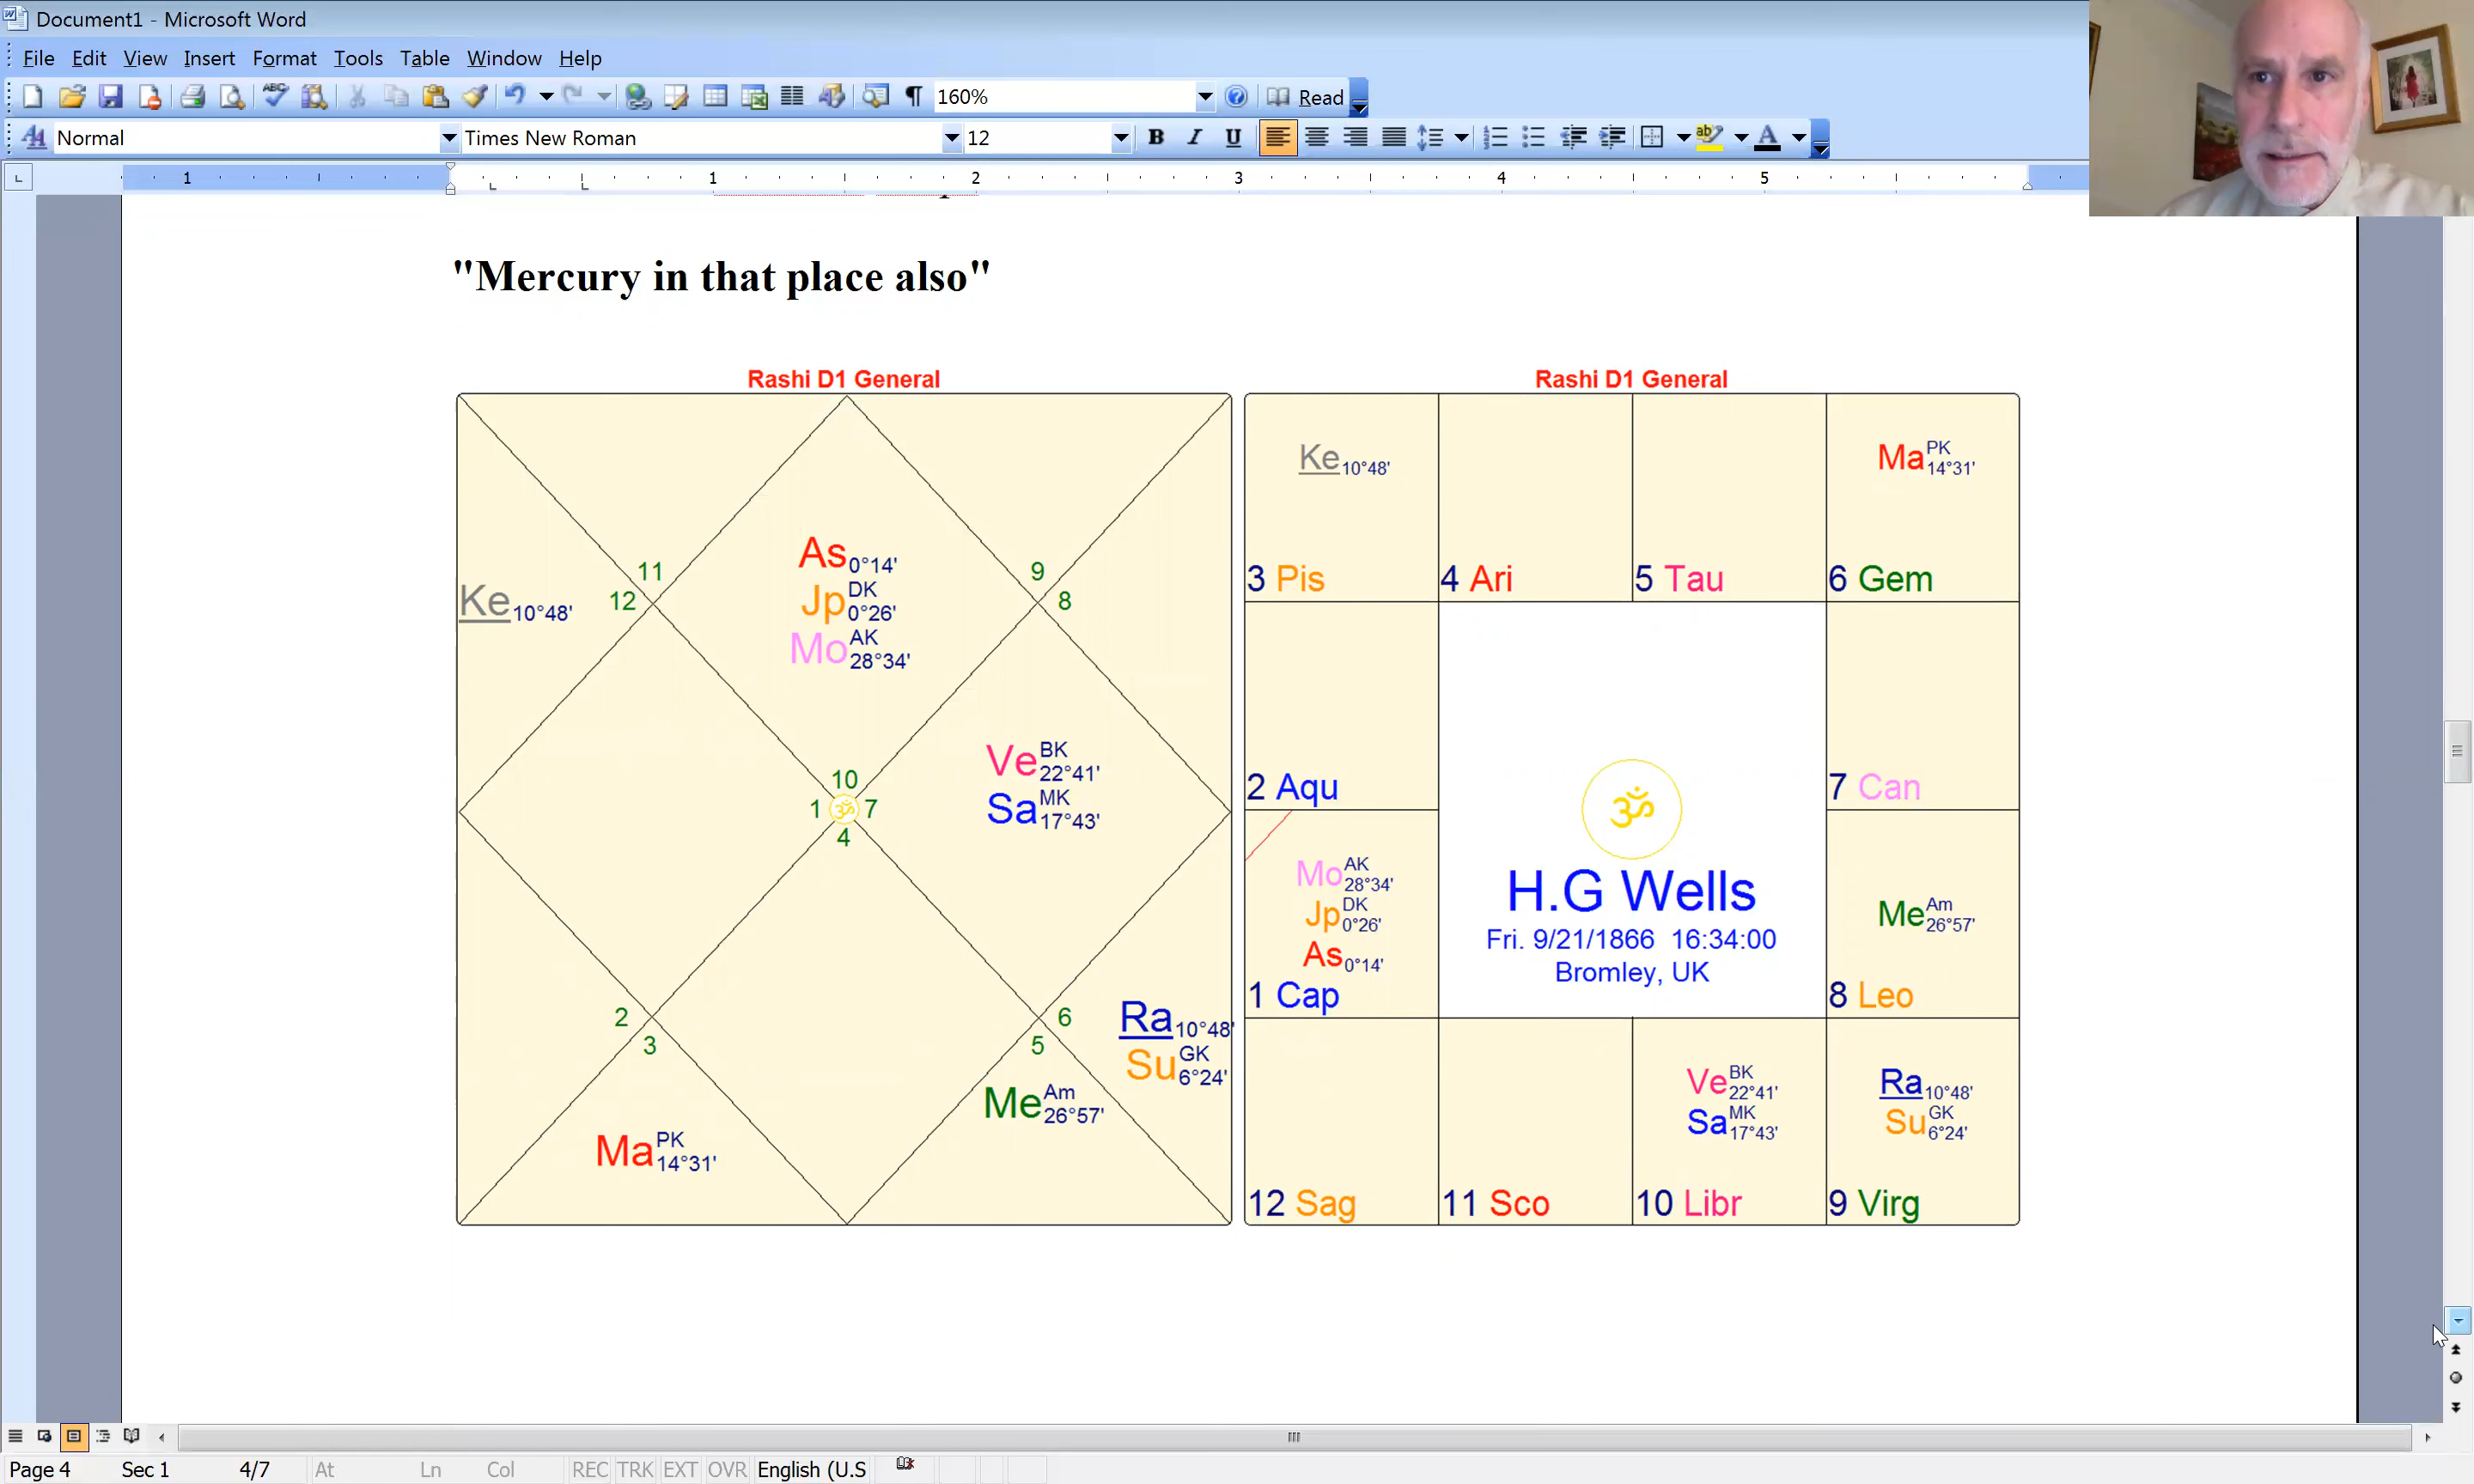 Document1 - Microsoft Word
File Edit View Insert Format Tools Table Window Help
160% Read
Normal Times New Roman 12 B I U
1 1 2 3 4 5
"Mercury in that place also"
Rashi D1 General
Ke 10°48'
11
12
As 0°14'
Jp DK 0°26'
Mo AK 28°34'
9
8
Ve BK 22°41'
Sa MK 17°43'
10
1 ॐ 7
4
2
3
6
5
Ra 10°48'
Su GK 6°24'
Me Am 26°57'
Ma PK 14°31'
Rashi D1 General
Ke 10°48'
3 Pis
4 Ari
5 Tau
Ma PK 14°31'
6 Gem
2 Aqu
7 Can
Mo AK 28°34'
Jp DK 0°26'
As 0°14'
1 Cap
ॐ
H.G Wells
Fri. 9/21/1866 16:34:00
Bromley, UK
Me Am 26°57'
8 Leo
12 Sag
11 Sco
Ve BK 22°41'
Sa MK 17°43'
10 Libr
Ra 10°48'
Su GK 6°24'
9 Virg
Page 4 Sec 1 4/7 At Ln Col REC TRK EXT OVR English (U.S